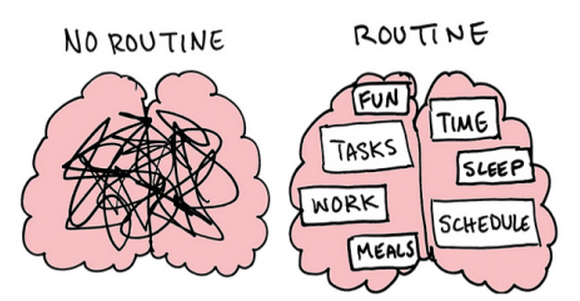 NO ROUTINE
ROUTINE
FUN
TIME
TASKS
SLEEP
WORK
SCHEDULE
MEALS